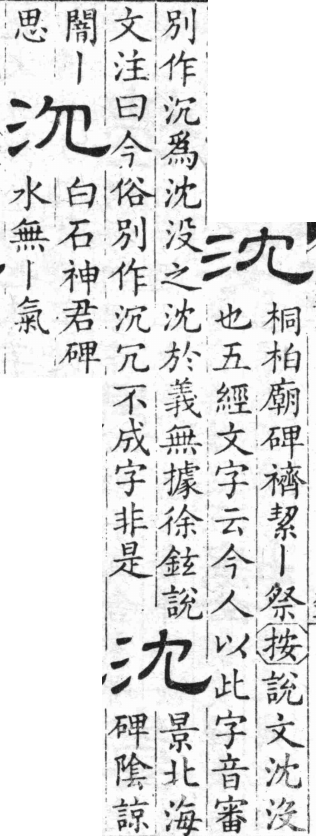 沈
桐柏廟碑絜丨祭按說文沈沒
也五經文字云今人以此字音審
別作沉爲沈没之沈於義無據徐鉉說
文注曰今俗別作沉冗不成字非是
沈
景北海
碑陰諒
闇丨
思
沉
白石神君碑
水無丨氣